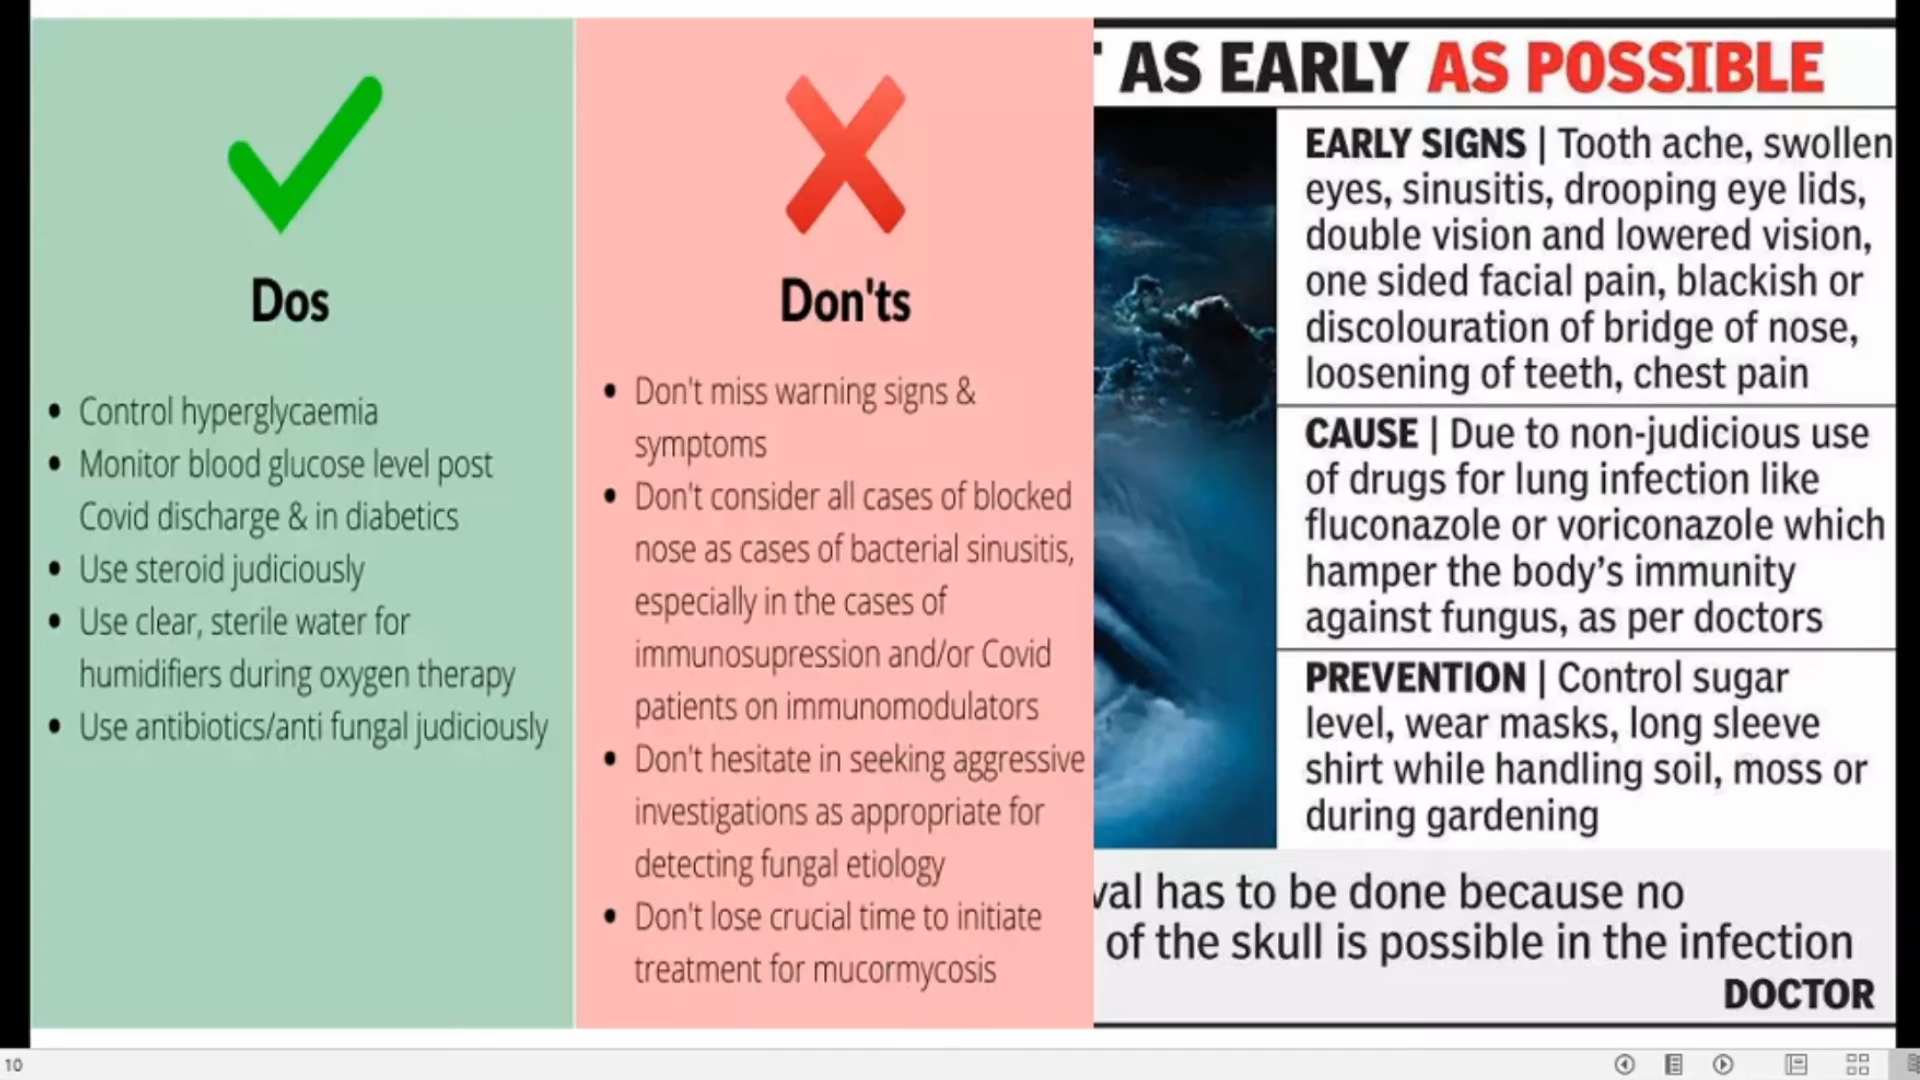 Dos
• Control hyperglycaemia
• Monitor blood glucose level post
Covid discharge & in diabetics
• Use steroid judiciously
• Use clear, sterile water for
humidifiers during oxygen therapy
• Use antibiotics/anti fungal judiciously
Don'ts
• Don't miss warning signs &
symptoms
• Don't consider all cases of blocked
nose as cases of bacterial sinusitis,
especially in the cases of
immunosupression and/or Covid
patients on immunomodulators
• Don't hesitate in seeking aggressive
investigations as appropriate for
detecting fungal etiology
• Don't lose crucial time to initiate
treatment for mucormycosis
AS EARLY AS POSSIBLE
EARLY SIGNS | Tooth ache, swollen
eyes, sinusitis, drooping eye lids,
double vision and lowered vision,
one sided facial pain, blackish or
discolouration of bridge of nose,
loosening of teeth, chest pain
CAUSE | Due to non-judicious use
of drugs for lung infection like
fluconazole or voriconazole which
hamper the body's immunity
against fungus, as per doctors
PREVENTION | Control sugar
level, wear masks, long sleeve
shirt while handling soil, moss or
during gardening
val has to be done because no
of the skull is possible in the infection
DOCTOR
10